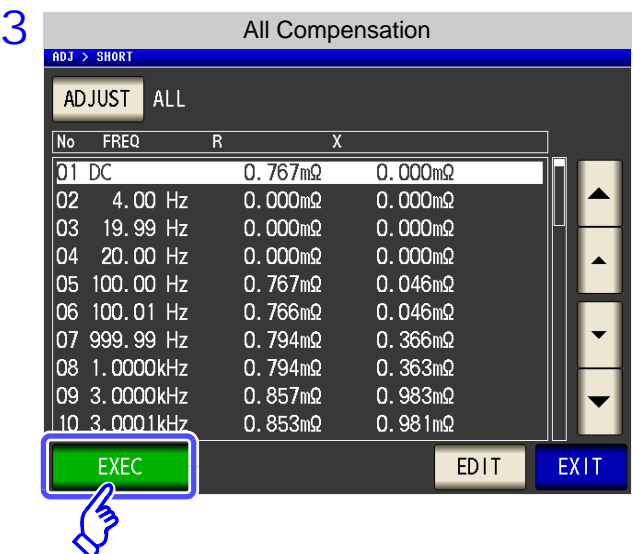 3
All Compensation
ADJ > SHORT
ADJUST ALL
No FREQ R X
01 DC 0.767mΩ 0.000mΩ
02 4.00 Hz 0.000mΩ 0.000mΩ
03 19.99 Hz 0.000mΩ 0.000mΩ
04 20.00 Hz 0.000mΩ 0.000mΩ
05 100.00 Hz 0.767mΩ 0.046mΩ
06 100.01 Hz 0.766mΩ 0.046mΩ
07 999.99 Hz 0.794mΩ 0.366mΩ
08 1.0000kHz 0.794mΩ 0.363mΩ
09 3.0000kHz 0.857mΩ 0.983mΩ
10 3.0001kHz 0.853mΩ 0.981mΩ
EXEC EDIT EXIT